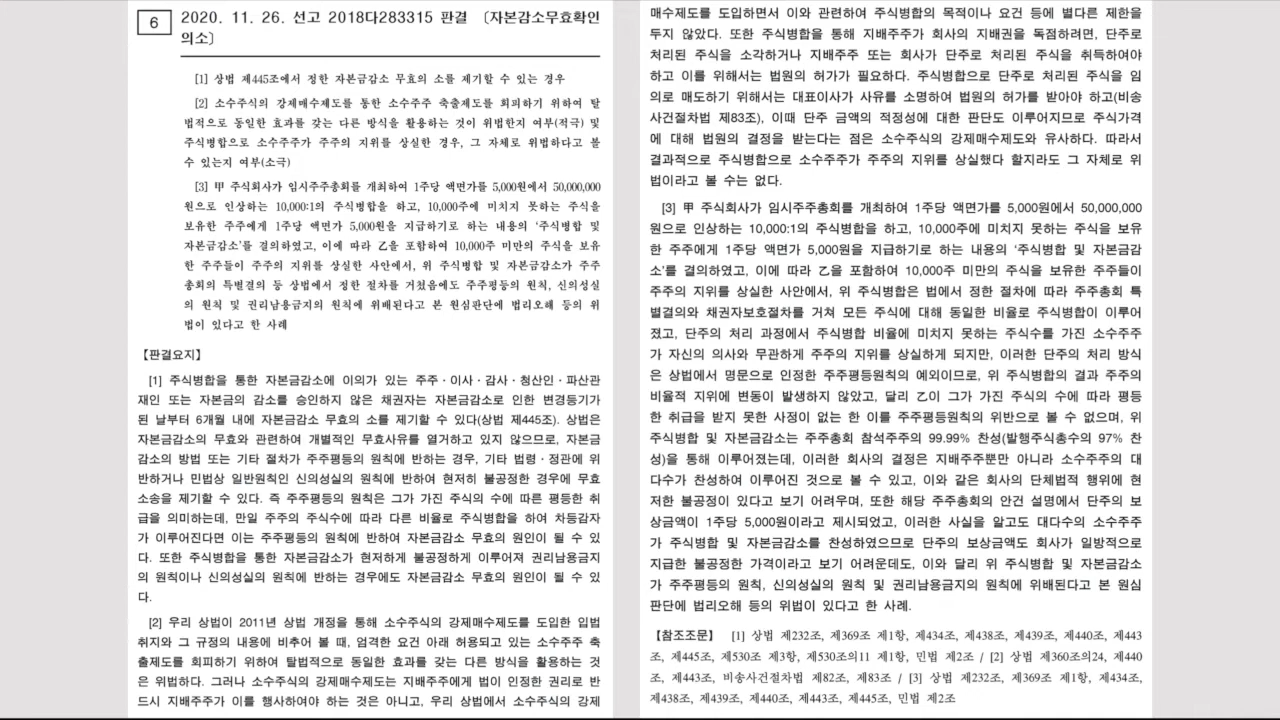 6
2020. 11. 26. 선고 2018다283315 판결 〔자본감소무효확인
의소〕
[1] 상법 제445조에서 정한 자본금감소 무효의 소를 제기할 수 있는 경우
[2] 소수주식의 강제매수제도를 통한 소수주주 축출제도를 회피하기 위하여 탈
법적으로 동일한 효과를 갖는 다른 방식을 활용하는 것이 위법한지 여부(적극) 및
주식병합으로 소수주주가 주주의 지위를 상실한 경우, 그 자체로 위법하다고 볼
수 있는지 여부(소극)
[3] 甲 주식회사가 임시주주총회를 개최하여 1주당 액면가를 5,000원에서 50,000,000
원으로 인상하는 10,000:1의 주식병합을 하고, 10,000주에 미치지 못하는 주식을
보유한 주주에게 1주당 액면가 5,000원을 지급하기로 하는 내용의 ‘주식병합 및
자본금감소’를 결의하였고, 이에 따라 乙을 포함하여 10,000주 미만의 주식을 보유
한 주주들이 주주의 지위를 상실한 사안에서, 위 주식병합 및 자본금감소가 주주
총회의 특별결의 등 상법에서 정한 절차를 거쳤음에도 주주평등의 원칙, 신의성실
의 원칙 및 권리남용금지의 원칙에 위배된다고 본 원심판단에 법리오해 등의 위
법이 있다고 한 사례
【판결요지】
[1] 주식병합을 통한 자본금감소에 이의가 있는 주주·이사·감사·청산인·파산관
재인 또는 자본금의 감소를 승인하지 않은 채권자는 자본금감소로 인한 변경등기가
된 날부터 6개월 내에 자본금감소 무효의 소를 제기할 수 있다(상법 제445조). 상법은
자본금감소의 무효와 관련하여 개별적인 무효사유를 열거하고 있지 않으므로, 자본금
감소의 방법 또는 기타 절차가 주주평등의 원칙에 반하는 경우, 기타 법령·정관에 위
반하거나 민법상 일반원칙인 신의성실의 원칙에 반하여 현저히 불공정한 경우에 무효
소송을 제기할 수 있다. 즉 주주평등의 원칙은 그가 가진 주식의 수에 따른 평등한 취
급을 의미하는데, 만일 주주의 주식수에 따라 다른 비율로 주식병합을 하여 차등감자
가 이루어진다면 이는 주주평등의 원칙에 반하여 자본금감소 무효의 원인이 될 수 있
다. 또한 주식병합을 통한 자본금감소가 현저하게 불공정하게 이루어져 권리남용금지
의 원칙이나 신의성실의 원칙에 반하는 경우에도 자본금감소 무효의 원인이 될 수 있
다.
[2] 우리 상법이 2011년 상법 개정을 통해 소수주식의 강제매수제도를 도입한 입법
취지와 그 규정의 내용에 비추어 볼 때, 엄격한 요건 아래 허용되고 있는 소수주주 축
출제도를 회피하기 위하여 탈법적으로 동일한 효과를 갖는 다른 방식을 활용하는 것
은 위법하다. 그러나 소수주식의 강제매수제도는 지배주주에게 법이 인정한 권리로 반
드시 지배주주가 이를 행사하여야 하는 것은 아니고, 우리 상법에서 소수주식의 강제
매수제도를 도입하면서 이와 관련하여 주식병합의 목적이나 요건 등에 별다른 제한을
두지 않았다. 또한 주식병합을 통해 지배주주가 회사의 지배권을 독점하려면, 단주로
처리된 주식을 소각하거나 지배주주 또는 회사가 단주로 처리된 주식을 취득하여야
하고 이를 위해서는 법원의 허가가 필요하다. 주식병합으로 단주로 처리된 주식을 임
의로 매도하기 위해서는 대표이사가 사유를 소명하여 법원의 허가를 받아야 하고(비송
사건절차법 제83조), 이때 단주 금액의 적정성에 대한 판단도 이루어지므로 주식가격
에 대해 법원의 결정을 받는다는 점은 소수주식의 강제매수제도와 유사하다. 따라서
결과적으로 주식병합으로 소수주주가 주주의 지위를 상실했다 할지라도 그 자체로 위
법이라고 볼 수는 없다.
[3] 甲 주식회사가 임시주주총회를 개최하여 1주당 액면가를 5,000원에서 50,000,000
원으로 인상하는 10,000:1의 주식병합을 하고, 10,000주에 미치지 못하는 주식을 보유
한 주주에게 1주당 액면가 5,000원을 지급하기로 하는 내용의 ‘주식병합 및 자본금감
소’를 결의하였고, 이에 따라 乙을 포함하여 10,000주 미만의 주식을 보유한 주주들이
주주의 지위를 상실한 사안에서, 위 주식병합은 법에서 정한 절차에 따라 주주총회 특
별결의와 채권자보호절차를 거쳐 모든 주식에 대해 동일한 비율로 주식병합이 이루어
졌고, 단주의 처리 과정에서 주식병합 비율에 미치지 못하는 주식수를 가진 소수주주
가 자신의 의사와 무관하게 주주의 지위를 상실하게 되지만, 이러한 단주의 처리 방식
은 상법에서 명문으로 인정한 주주평등원칙의 예외이므로, 위 주식병합의 결과 주주의
비율적 지위에 변동이 발생하지 않았고, 달리 乙이 그가 가진 주식의 수에 따라 평등
한 취급을 받지 못한 사정이 없는 한 이를 주주평등원칙의 위반으로 볼 수 없으며, 위
주식병합 및 자본금감소는 주주총회 참석주주의 99.99% 찬성(발행주식총수의 97% 찬
성)을 통해 이루어졌는데, 이러한 회사의 결정은 지배주주뿐만 아니라 소수주주의 대
다수가 찬성하여 이루어진 것으로 볼 수 있고, 이와 같은 회사의 단체법적 행위에 현
저한 불공정이 있다고 보기 어려우며, 또한 해당 주주총회의 안건 설명에서 단주의 보
상금액이 1주당 5,000원이라고 제시되었고, 이러한 사실을 알고도 대다수의 소수주주
가 주식병합 및 자본금감소를 찬성하였으므로 단주의 보상금액도 회사가 일방적으로
지급한 불공정한 가격이라고 보기 어려운데도, 이와 달리 위 주식병합 및 자본금감소
가 주주평등의 원칙, 신의성실의 원칙 및 권리남용금지의 원칙에 위배된다고 본 원심
판단에 법리오해 등의 위법이 있다고 한 사례.
【참조조문】 [1] 상법 제232조, 제369조 제1항, 제434조, 제438조, 제439조, 제440조, 제443
조, 제445조, 제530조 제3항, 제530조의11 제1항, 민법 제2조 / [2] 상법 제360조의24, 제440
조, 제443조, 비송사건절차법 제82조, 제83조 / [3] 상법 제232조, 제369조 제1항, 제434조,
제438조, 제439조, 제440조, 제443조, 제445조, 민법 제2조